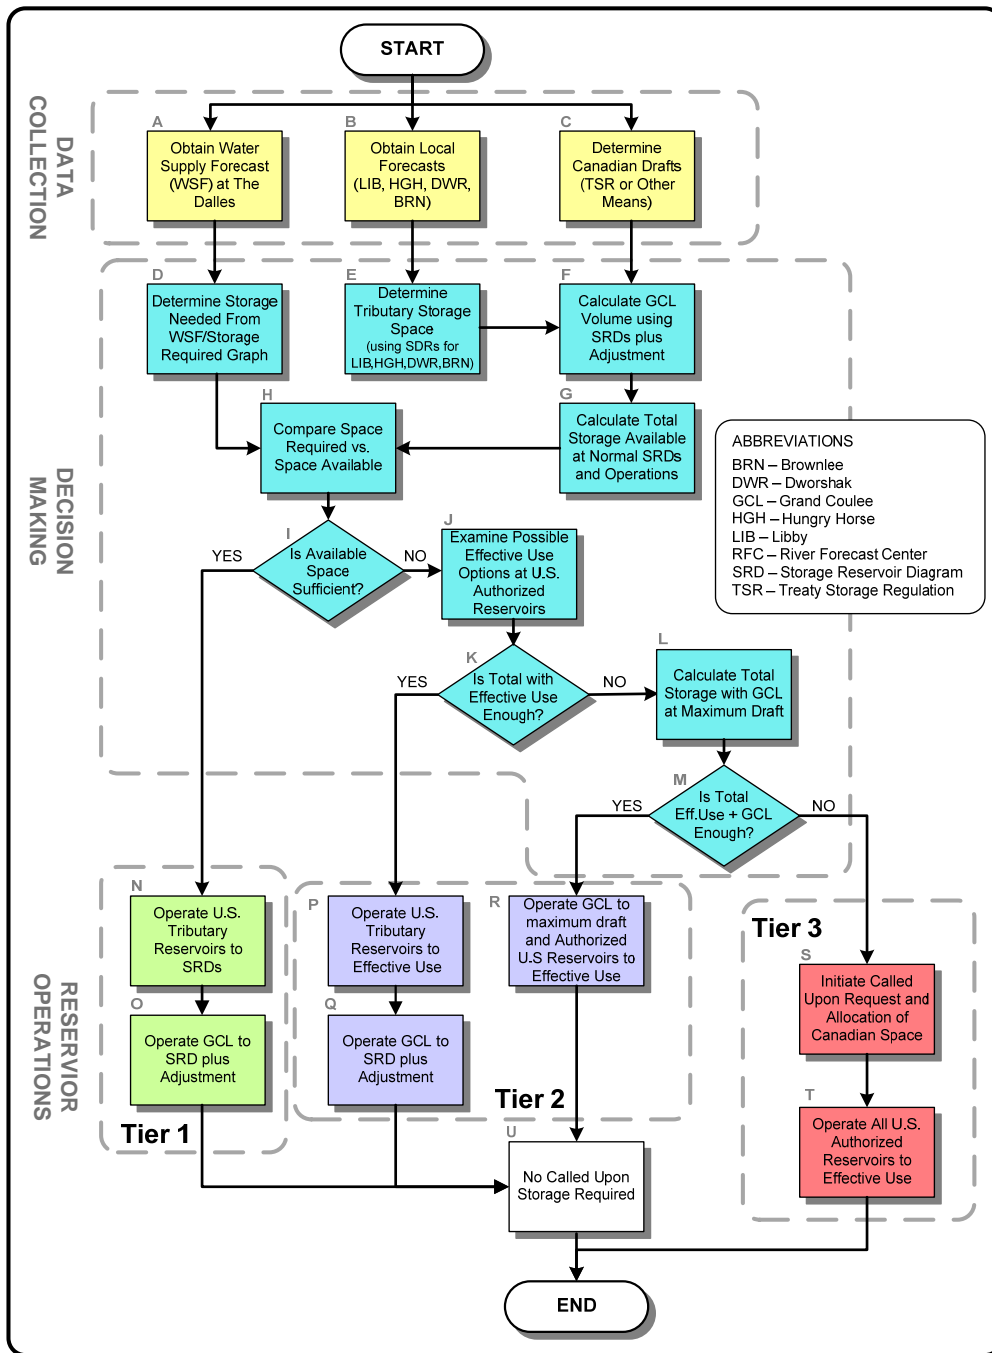 START
DATA
COLLECTION
A
Obtain Water
Supply Forecast
(WSF) at The
Dalles
B
Obtain Local
Forecasts
(LIB, HGH, DWR,
BRN)
C
Determine
Canadian Drafts
(TSR or Other
Means)
DECISION
MAKING
D
Determine Storage
Needed From
WSF/Storage
Required Graph
E
Determine
Tributary Storage
Space
(using SDRs for
LIB,HGH,DWR,BRN)
F
Calculate GCL
Volume using
SRDs plus
Adjustment
G
Calculate Total
Storage Available
at Normal SRDs
and Operations
H
Compare Space
Required vs.
Space Available
ABBREVIATIONS
BRN – Brownlee
DWR – Dworshak
GCL – Grand Coulee
HGH – Hungry Horse
LIB – Libby
RFC – River Forecast Center
SRD – Storage Reservoir Diagram
TSR – Treaty Storage Regulation
I
Is Available
Space
Sufficient?
YES
NO
J
Examine Possible
Effective Use
Options at U.S.
Authorized
Reservoirs
K
Is Total with
Effective Use
Enough?
YES
NO
L
Calculate Total
Storage with GCL
at Maximum Draft
M
Is Total
Eff.Use + GCL
Enough?
YES
NO
RESERVIOR
OPERATIONS
N
Operate U.S.
Tributary
Reservoirs to
SRDs
O
Operate GCL to
SRD plus
Adjustment
Tier 1
P
Operate U.S.
Tributary
Reservoirs to
Effective Use
Q
Operate GCL to
SRD plus
Adjustment
R
Operate GCL to
maximum draft
and Authorized
U.S Reservoirs to
Effective Use
Tier 2
Tier 3
S
Initiate Called
Upon Request and
Allocation of
Canadian Space
T
Operate All U.S.
Authorized
Reservoirs to
Effective Use
U
No Called Upon
Storage Required
END